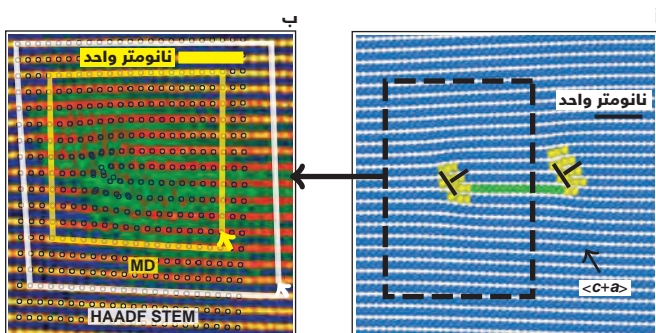 أ
نانومتر واحد
<c+a>
ب
نانومتر واحد
MD
HAADF STEM